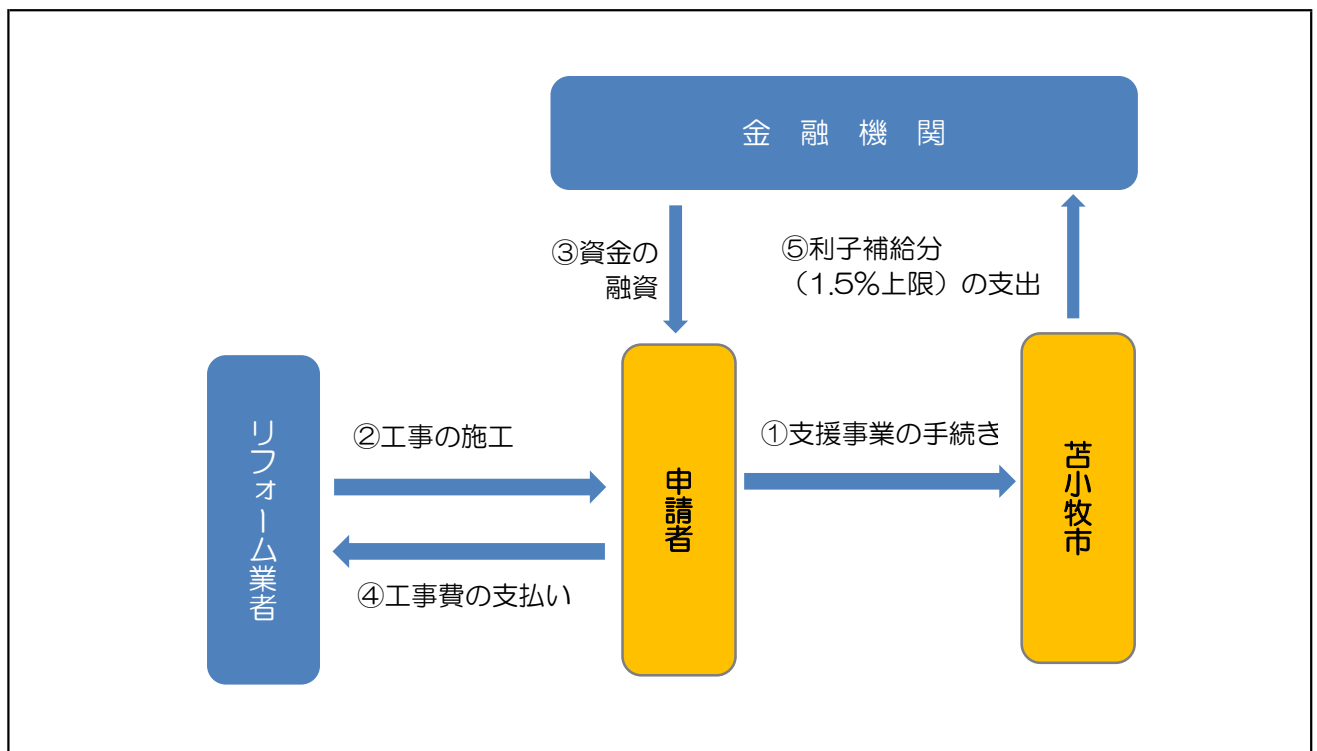 金融機関
③資金の
融資
⑤利子補給分
（1.5%上限）の支出
リフォーム業者
②工事の施工
④工事費の支払い
申請者
①支援事業の手続き
苫小牧市